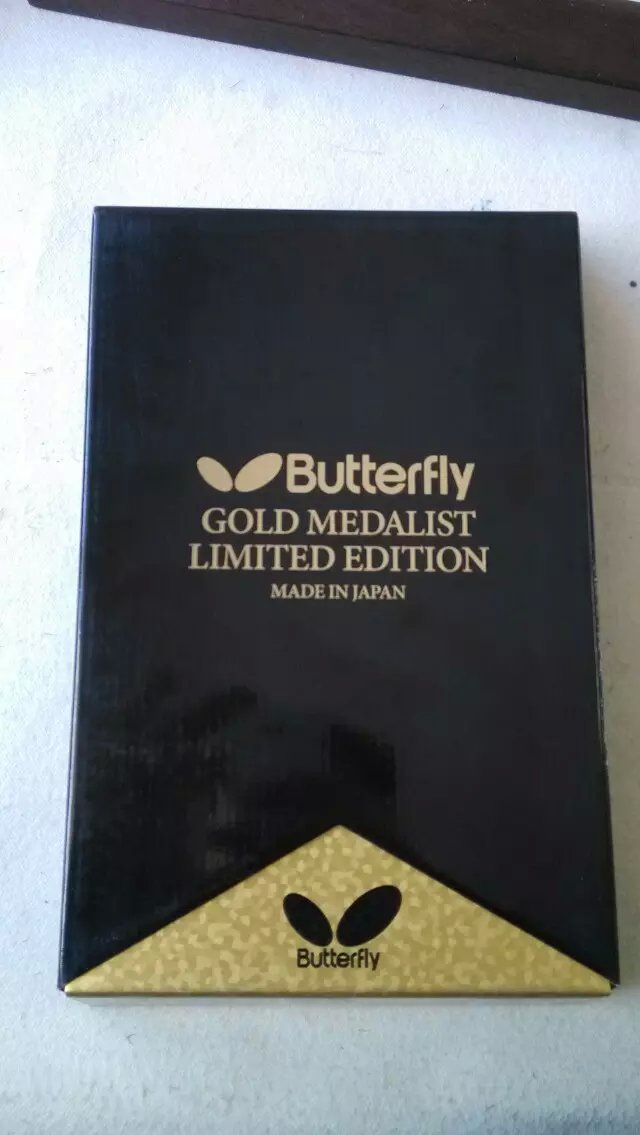 Butterfly
GOLD MEDALIST
LIMITED EDITION
MADE IN JAPAN
Butterfly